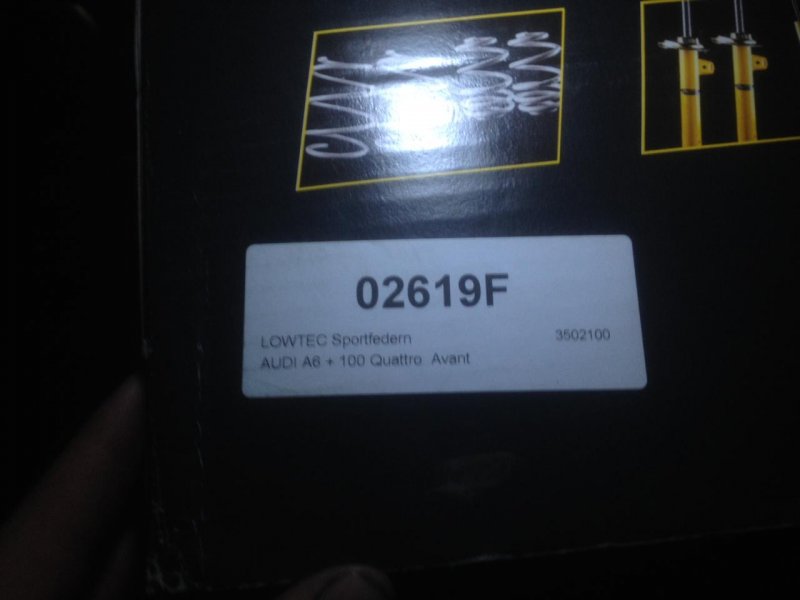 02619F
LOWTEC Sportfedern 3502100
AUDI A6 + 100 Quattro Avant